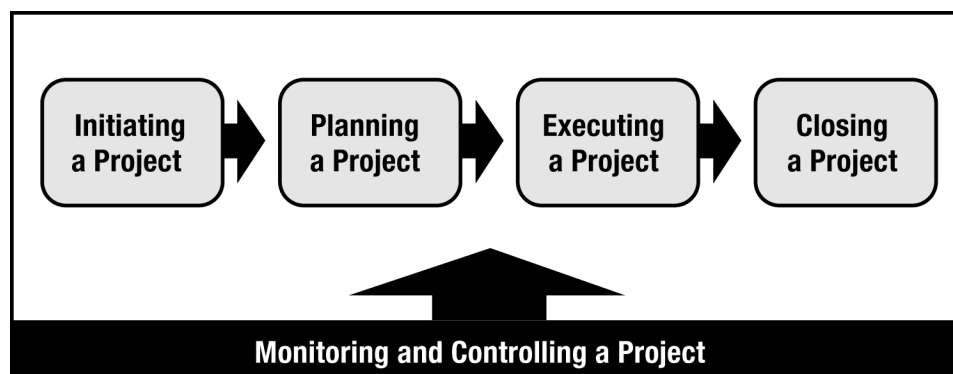 Initiating
a Project
Planning
a Project
Executing
a Project
Closing
a Project
Monitoring and Controlling a Project